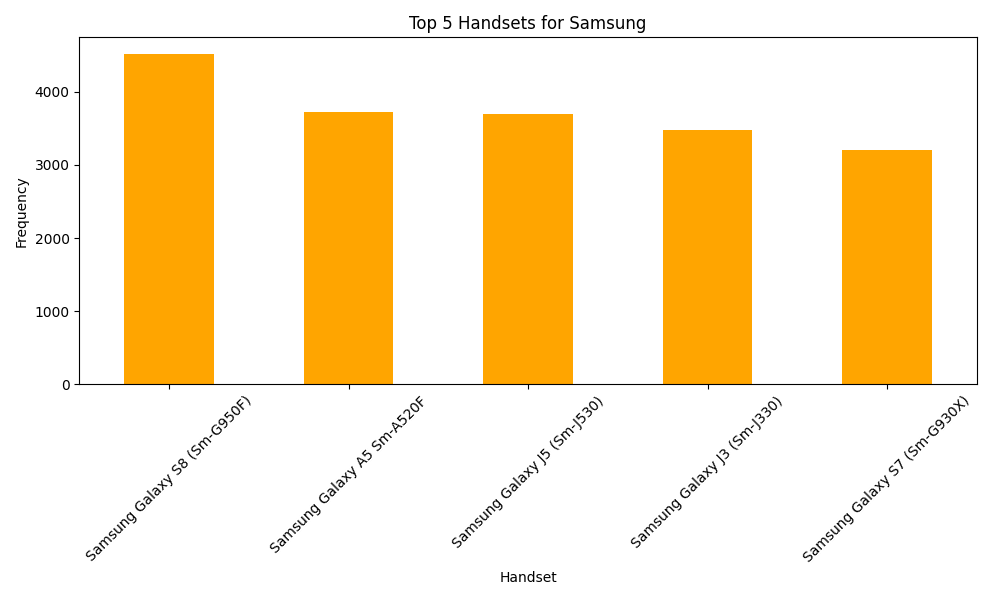 Top 5 Handsets for Samsung
Frequency
4000
3000
2000
1000
0
Samsung Galaxy S8 (Sm-G950F)
Samsung Galaxy A5 Sm-A520F
Samsung Galaxy J5 (Sm-J530)
Samsung Galaxy J3 (Sm-J330)
Samsung Galaxy S7 (Sm-G930X)
Handset